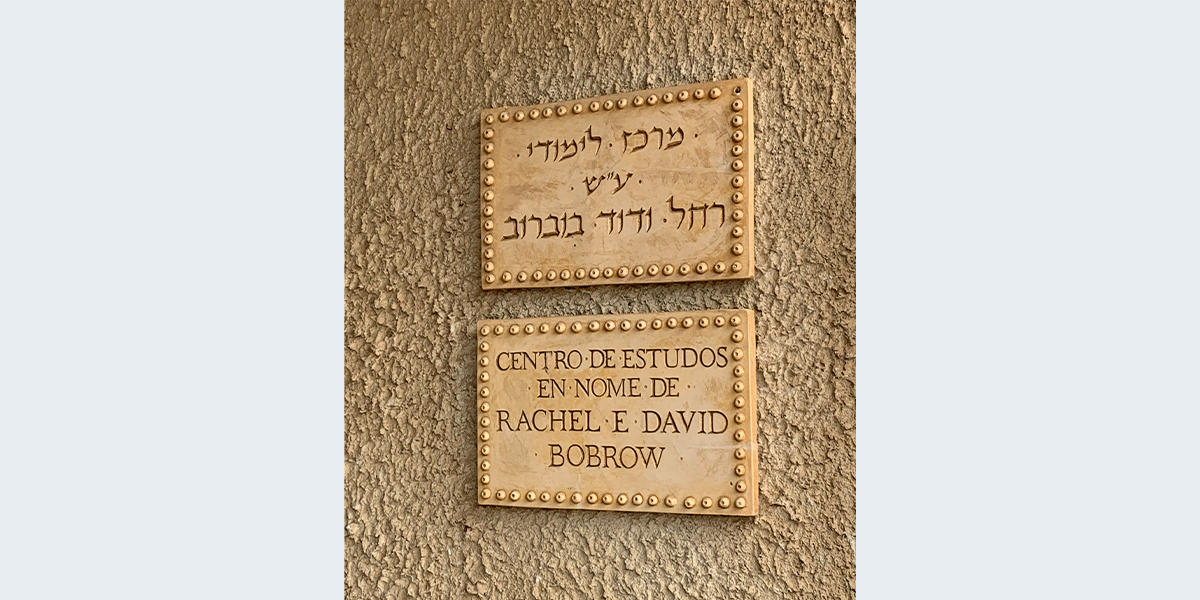 מרכז · לימודי ·
· ע"ש ·
רחל · ודוד · בוברוב
CENTRO · DE · ESTUDOS
· EN · NOME · DE ·
RACHEL · E · DAVID
· BOBROW ·